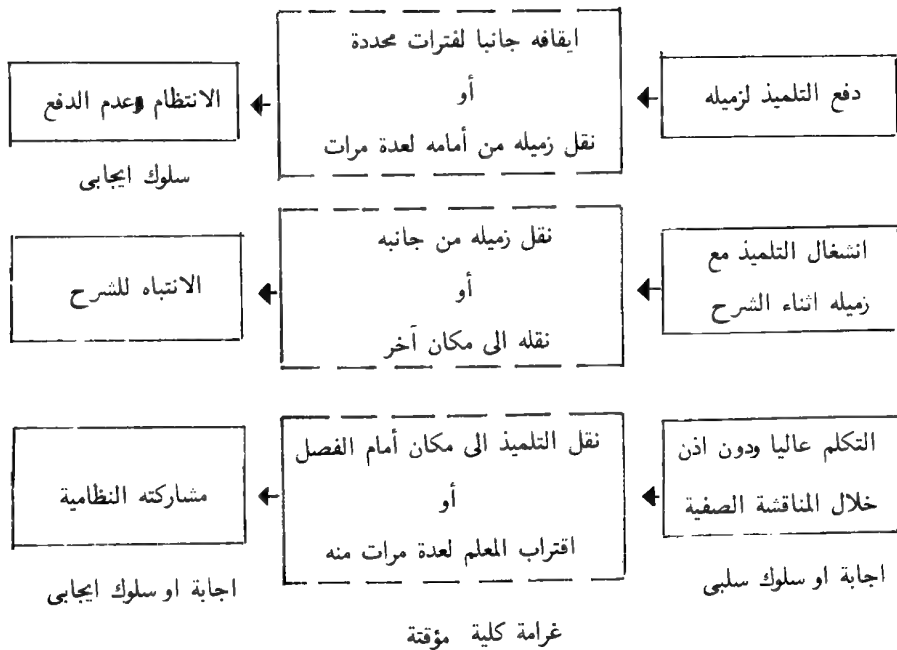 دفع التلميذ لزميله
ايقافه جانبا لفترات محددة
أو
نقل زميله من أمامه لعدة مرات
الانتظام وعدم الدفع
سلوك ايجابى
انشغال التلميذ مع
زميله اثناء الشرح
نقل زميله من جانبه
أو
نقله الى مكان آخر
الانتباه للشرح
التكلم عاليا ودون اذن
خلال المناقشة الصفية
اجابة او سلوك سلبى
نقل التلميذ الى مكان أمام الفصل
أو
اقتراب المعلم لعدة مرات منه
غرامة كلية مؤقتة
مشاركته النظامية
اجابة او سلوك ايجابى